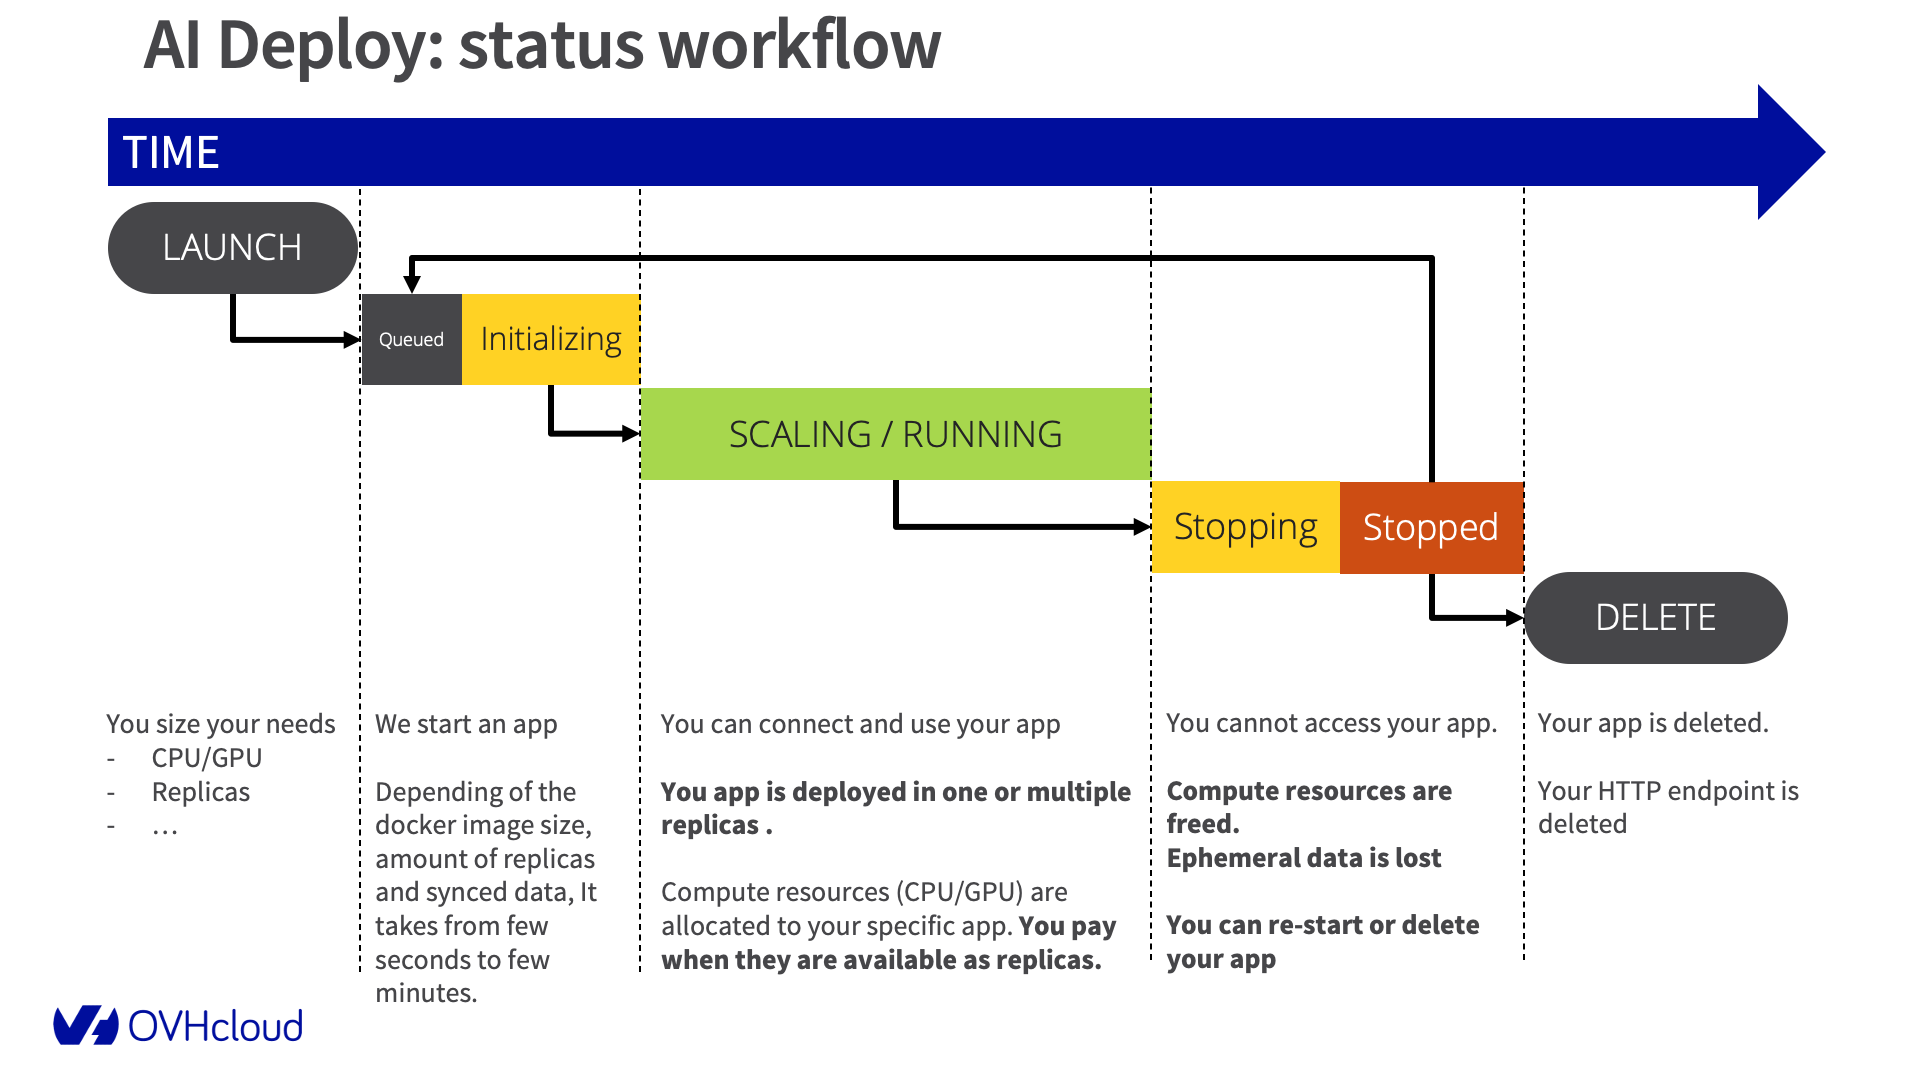 AI Deploy: status workflow
TIME
LAUNCH
Queued
Initializing
SCALING / RUNNING
Stopping
Stopped
DELETE
You size your needs
- CPU/GPU
- Replicas
- …
We start an app
Depending of the
docker image size,
amount of replicas
and synced data, It
takes from few
seconds to few
minutes.
You can connect and use your app
You app is deployed in one or multiple
replicas .
Compute resources (CPU/GPU) are
allocated to your specific app. You pay
when they are available as replicas.
You cannot access your app.
Compute resources are
freed.
Ephemeral data is lost
You can re-start or delete
your app
Your app is deleted.
Your HTTP endpoint is
deleted
OVHcloud